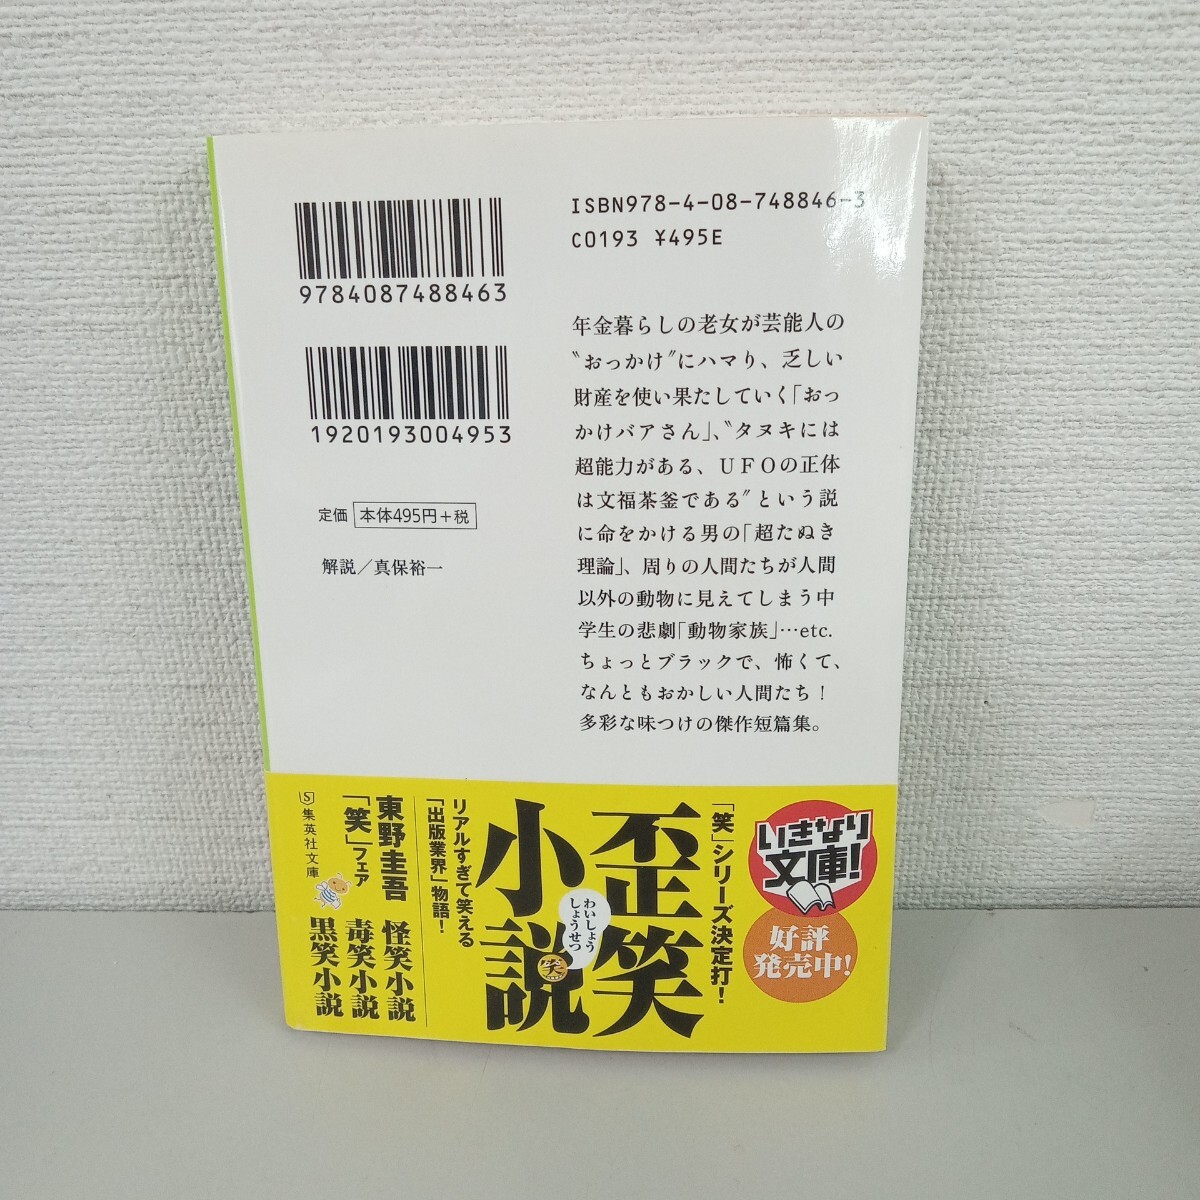 9784087488463
1920193004953
定価 本体495円+税
解説／真保裕一
ISBN978-4-08-748846-3
C0193 ¥495E
年金暮らしの老女が芸能人の
〝おっかけ〟にハマり、乏しい
財産を使い果たしていく「おっ
かけバアさん」、〝タヌキには
超能力がある、UFOの正体
は文福茶釜である〟という説
に命をかける男の「超たぬき
理論」、周りの人間たちが人間
以外の動物に見えてしまう中
学生の悲劇「動物家族」…etc.
ちょっとブラックで、怖くて、
なんともおかしい人間たち！
多彩な味つけの傑作短篇集。
いきなり
文庫!
好評
発売中!
「笑」シリーズ決定打！
歪笑
小説
わいしょう
しょうせつ
笑
リアルすぎて笑える
「出版業界」物語！
東野圭吾
「笑」フェア
怪笑小説
毒笑小説
黒笑小説
S集英社文庫